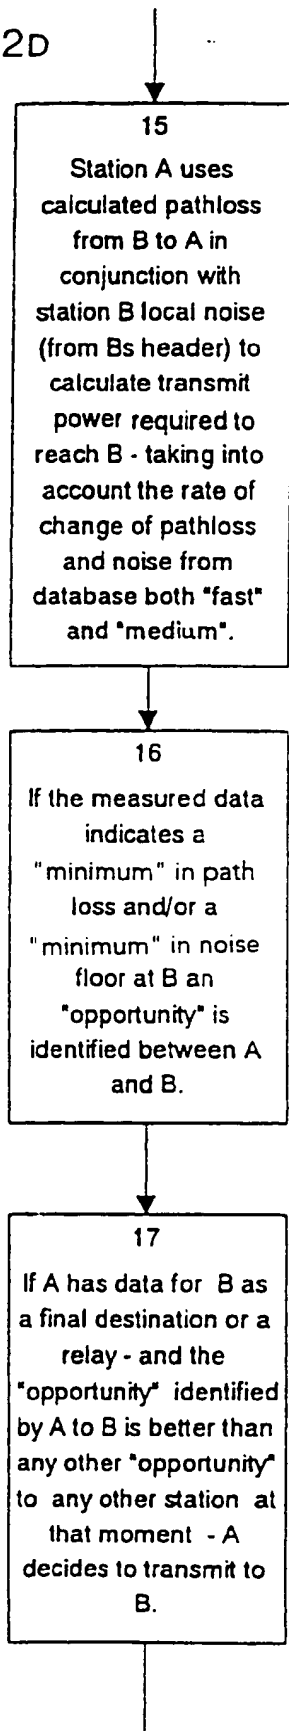 2D
15
Station A uses
calculated pathloss
from B to A in
conjunction with
station B local noise
(from Bs header) to
calculate transmit
power required to
reach B - taking into
account the rate of
change of pathloss
and noise from
database both "fast"
and "medium".
16
If the measured data
indicates a
"minimum" in path
loss and/or a
"minimum" in noise
floor at B an
"opportunity" is
identified between A
and B.
17
If A has data for B as
a final destination or a
relay - and the
"opportunity" identified
by A to B is better than
any other "opportunity"
to any other station at
that moment - A
decides to transmit to
B.